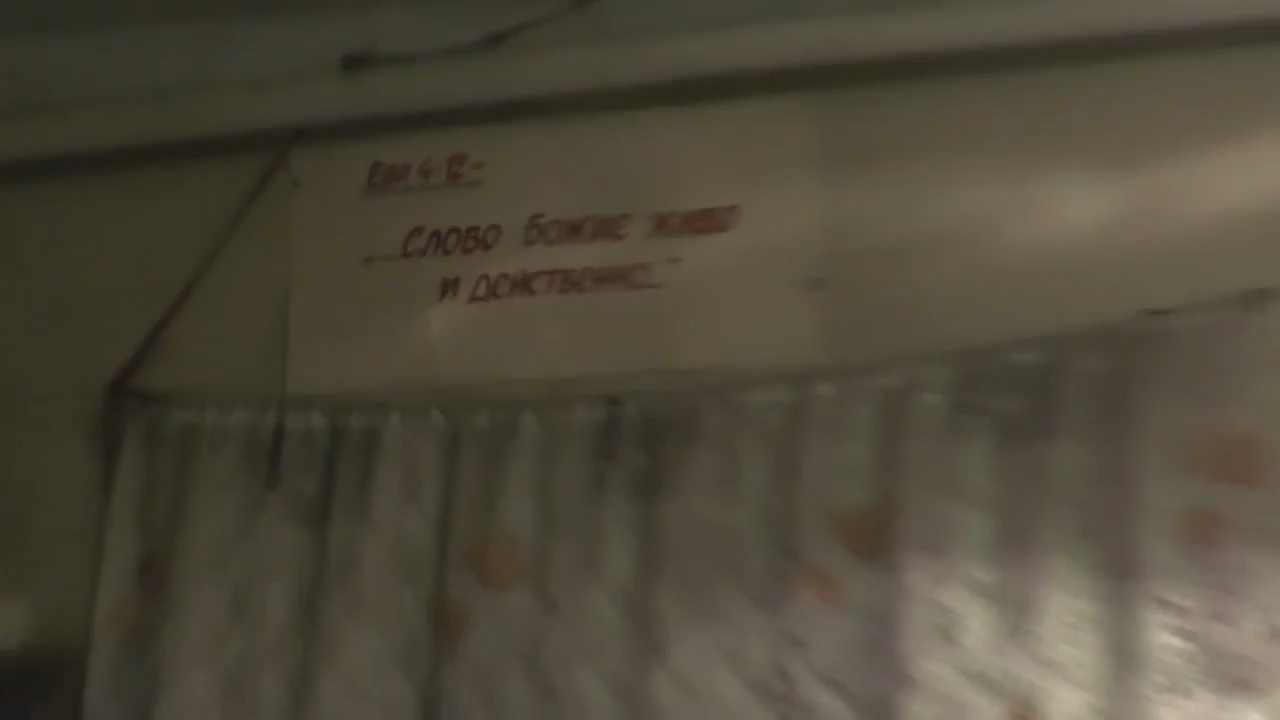 Евр 4:12-
"...Слово Божие живо
и действенно..."